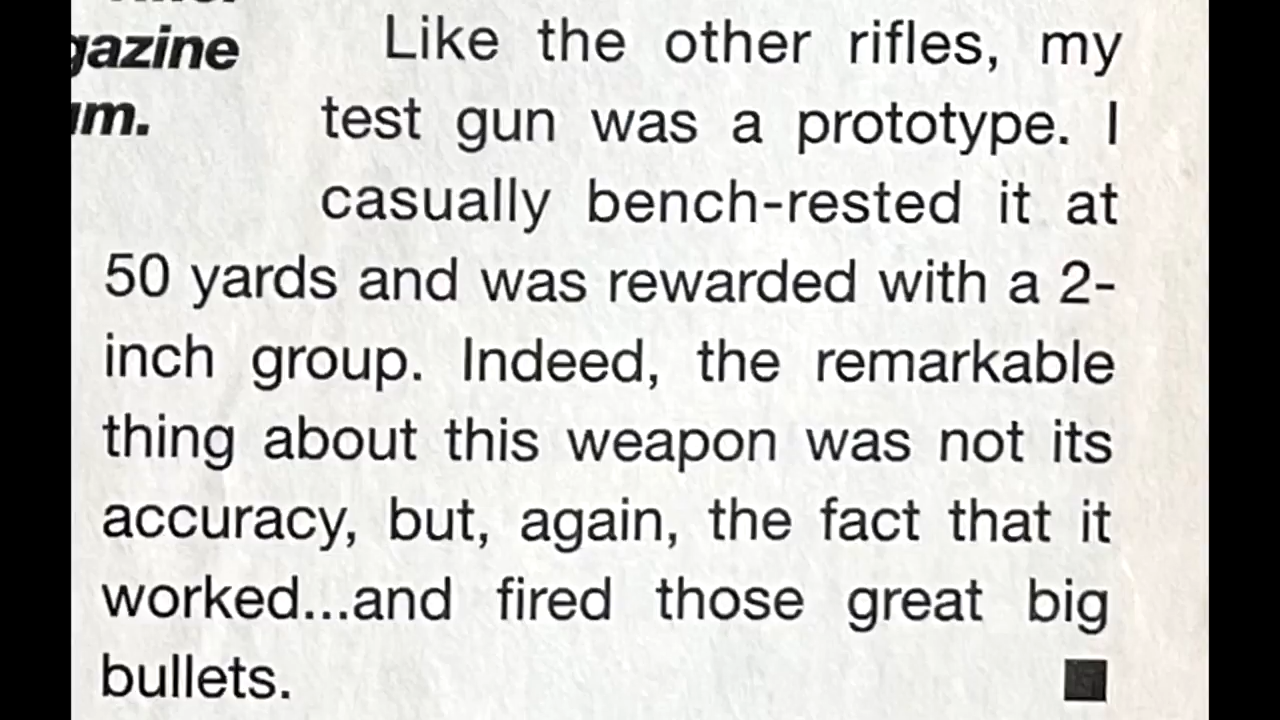 gazine
m.
Like the other rifles, my
test gun was a prototype. I
casually bench-rested it at
50 yards and was rewarded with a 2-
inch group. Indeed, the remarkable
thing about this weapon was not its
accuracy, but, again, the fact that it
worked...and fired those great big
bullets.